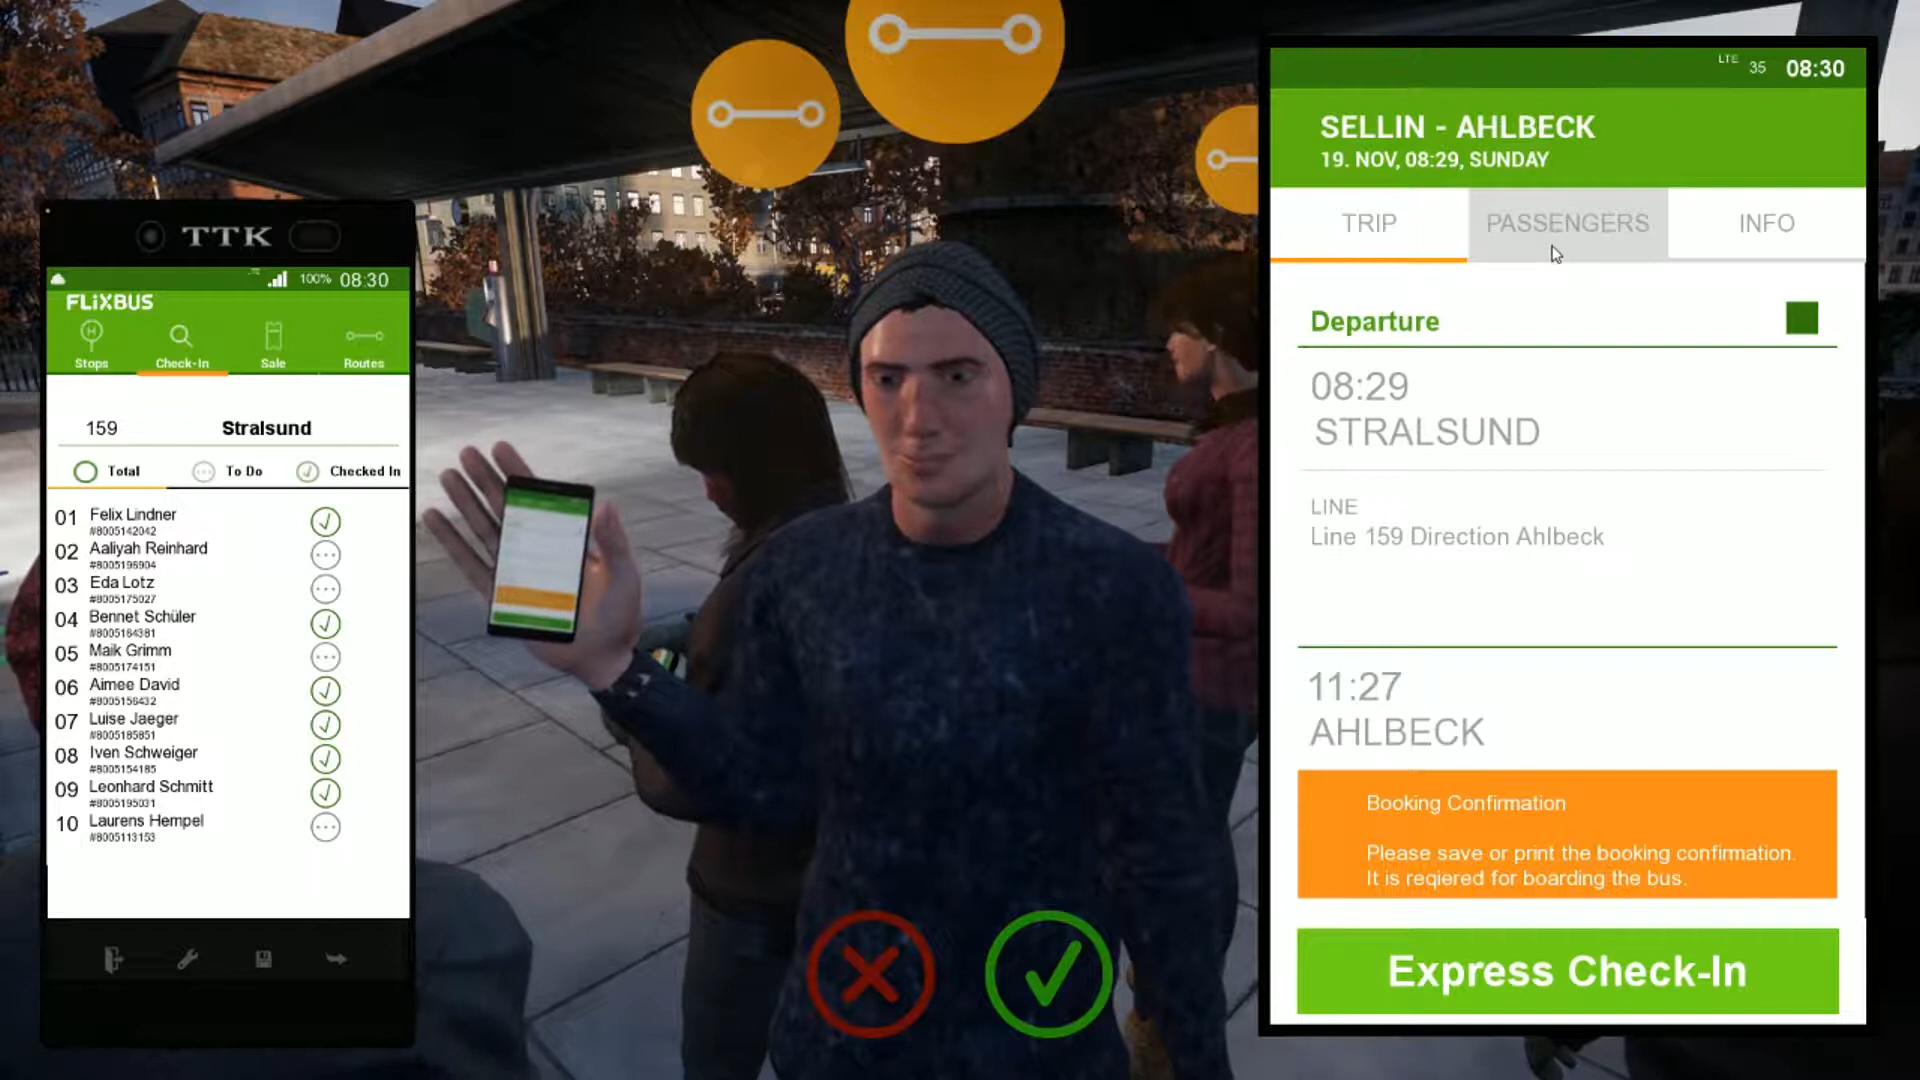 TTK
100% 08:30
FLiXBUS
H
Stops Check-In Sale Routes
159 Stralsund
Total To Do Checked In
01 Felix Lindner
#8005142042
02 Aaliyah Reinhard
#8005196904
03 Eda Lotz
#8005175027
04 Bennet Schüler
#8005164381
05 Maik Grimm
#8005174151
06 Aimee David
#8005156432
07 Luise Jaeger
#8005185851
08 Iven Schweiger
#8005154185
09 Leonhard Schmitt
#8005195031
10 Laurens Hempel
#8005113153
LTE 35 08:30
SELLIN - AHLBECK
19. NOV, 08:29, SUNDAY
TRIP PASSENGERS INFO
Departure
08:29
STRALSUND
LINE
Line 159 Direction Ahlbeck
11:27
AHLBECK
Booking Confirmation
Please save or print the booking confirmation.
It is reqiered for boarding the bus.
Express Check-In